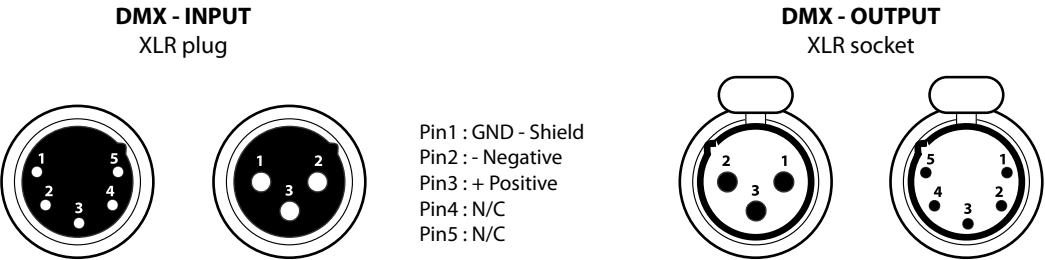 DMX - INPUT
XLR plug
DMX - OUTPUT
XLR socket
1 5
2 4
3
1 2
3
Pin1 : GND - Shield
Pin2 : - Negative
Pin3 : + Positive
Pin4 : N/C
Pin5 : N/C
2 1
3
5 1
4 2
3